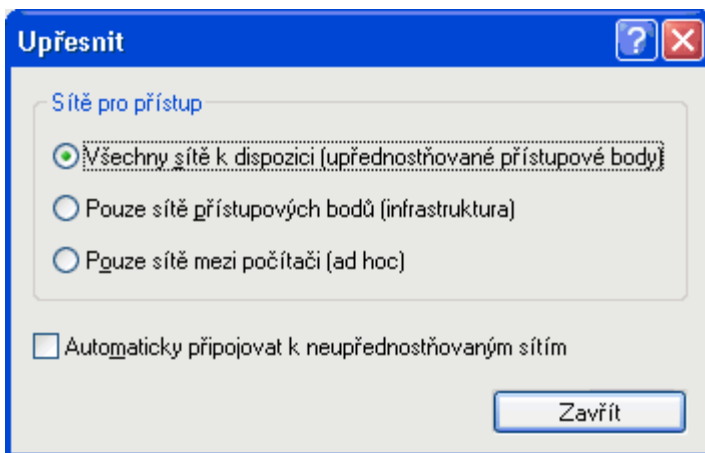 Upřesnit
Sítě pro přístup
Všechny sítě k dispozici (upřednostňované přístupové body)
Pouze sítě přístupových bodů (infrastruktura)
Pouze sítě mezi počítači (ad hoc)
Automaticky připojovat k neupřednostňovaným sítím
Zavřít